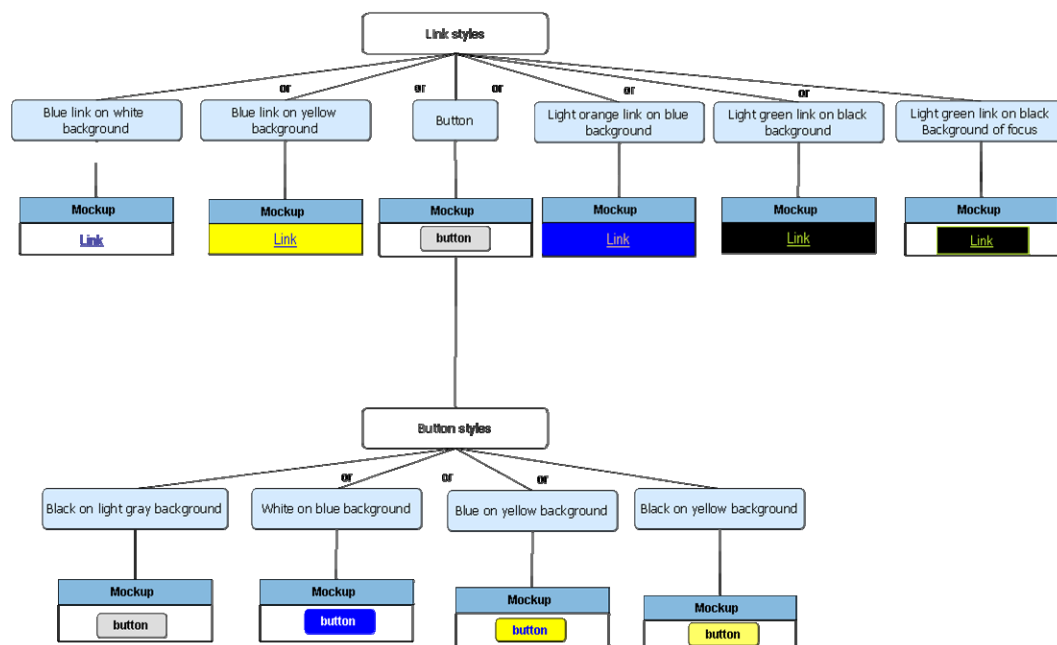 Link styles
or or or or or
Blue link on white
background
Blue link on yellow
background
Button
Light orange link on blue
background
Light green link on black
background
Light green link on black
Background of focus
Mockup
Link
Mockup
Link
Mockup
button
Mockup
Link
Mockup
Link
Mockup
Link
Button styles
or or or
Black on light gray background
White on blue background
Blue on yellow background
Black on yellow background
Mockup
button
Mockup
button
Mockup
button
Mockup
button